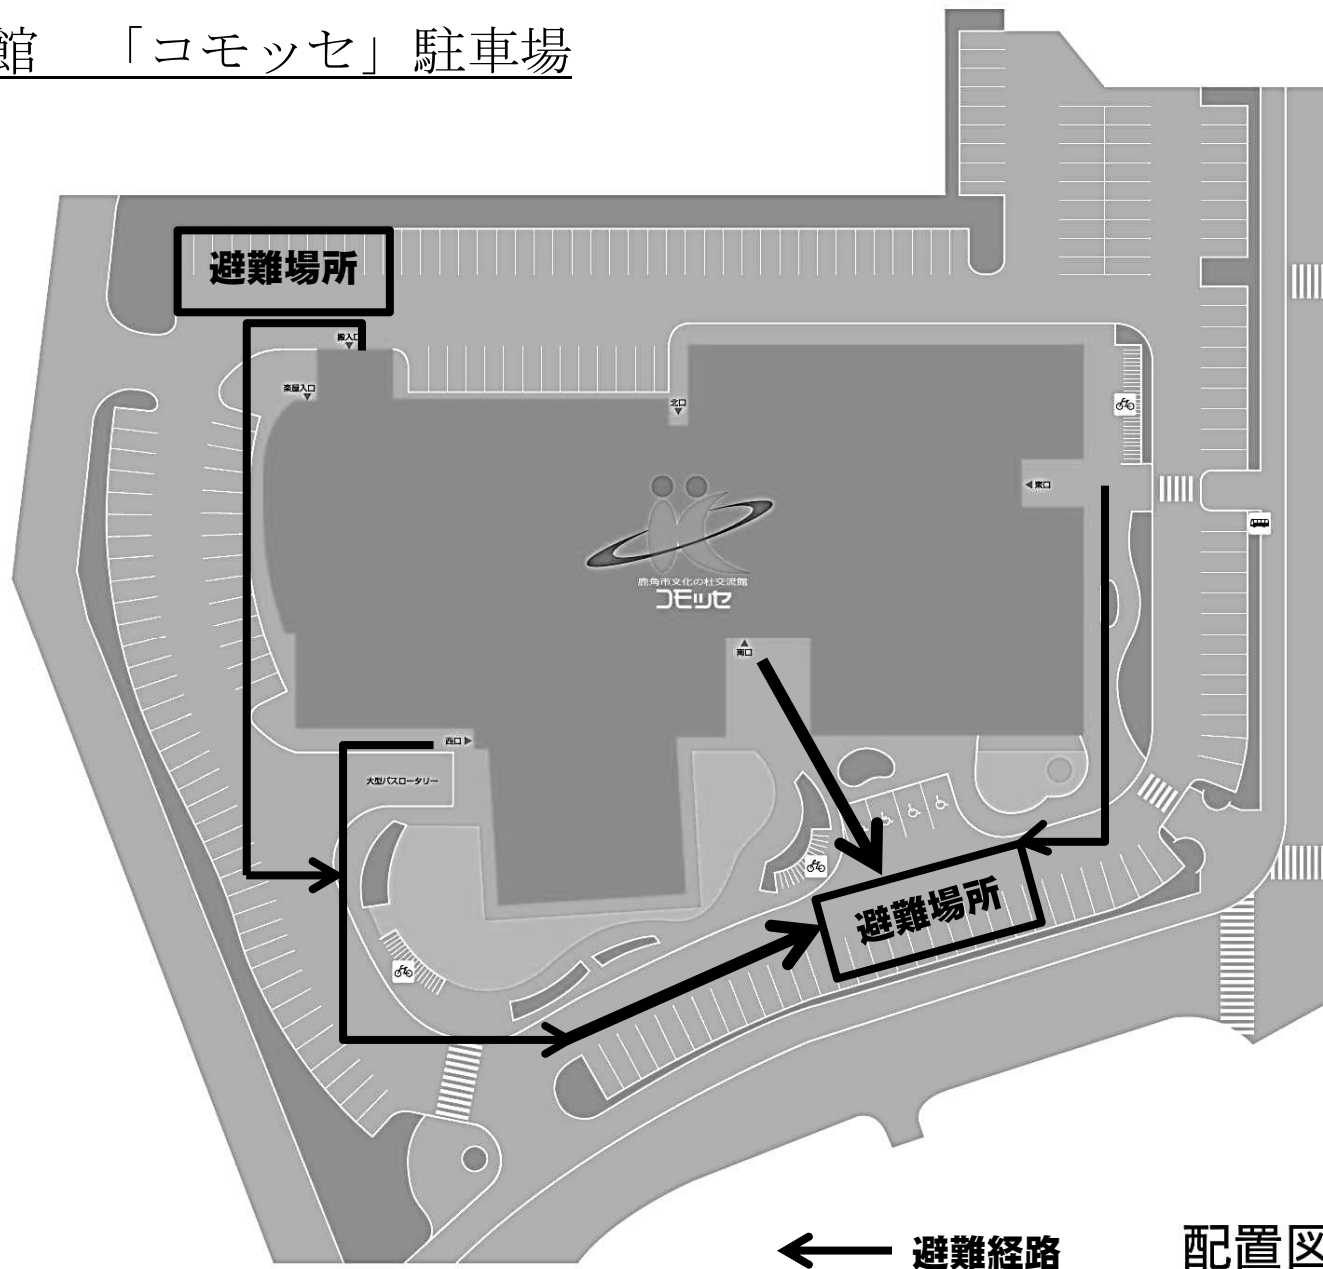 館　「コモッセ」駐車場
避難場所
搬入口
楽屋入口
北口
東口
鹿角市文化の杜交流館
コモッセ
南口
西口
大型バスロータリー
避難場所
避難経路
配置図